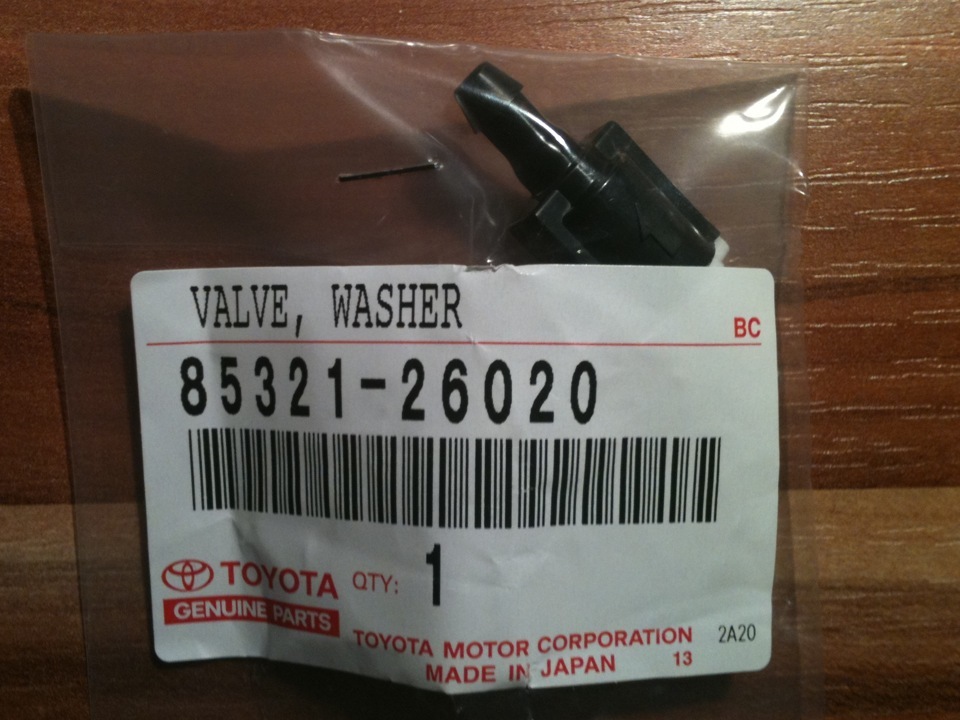 VALVE, WASHER
BC
85321-26020
TOYOTA QTY: 1
GENUINE PARTS
TOYOTA MOTOR CORPORATION 2A20
MADE IN JAPAN 13